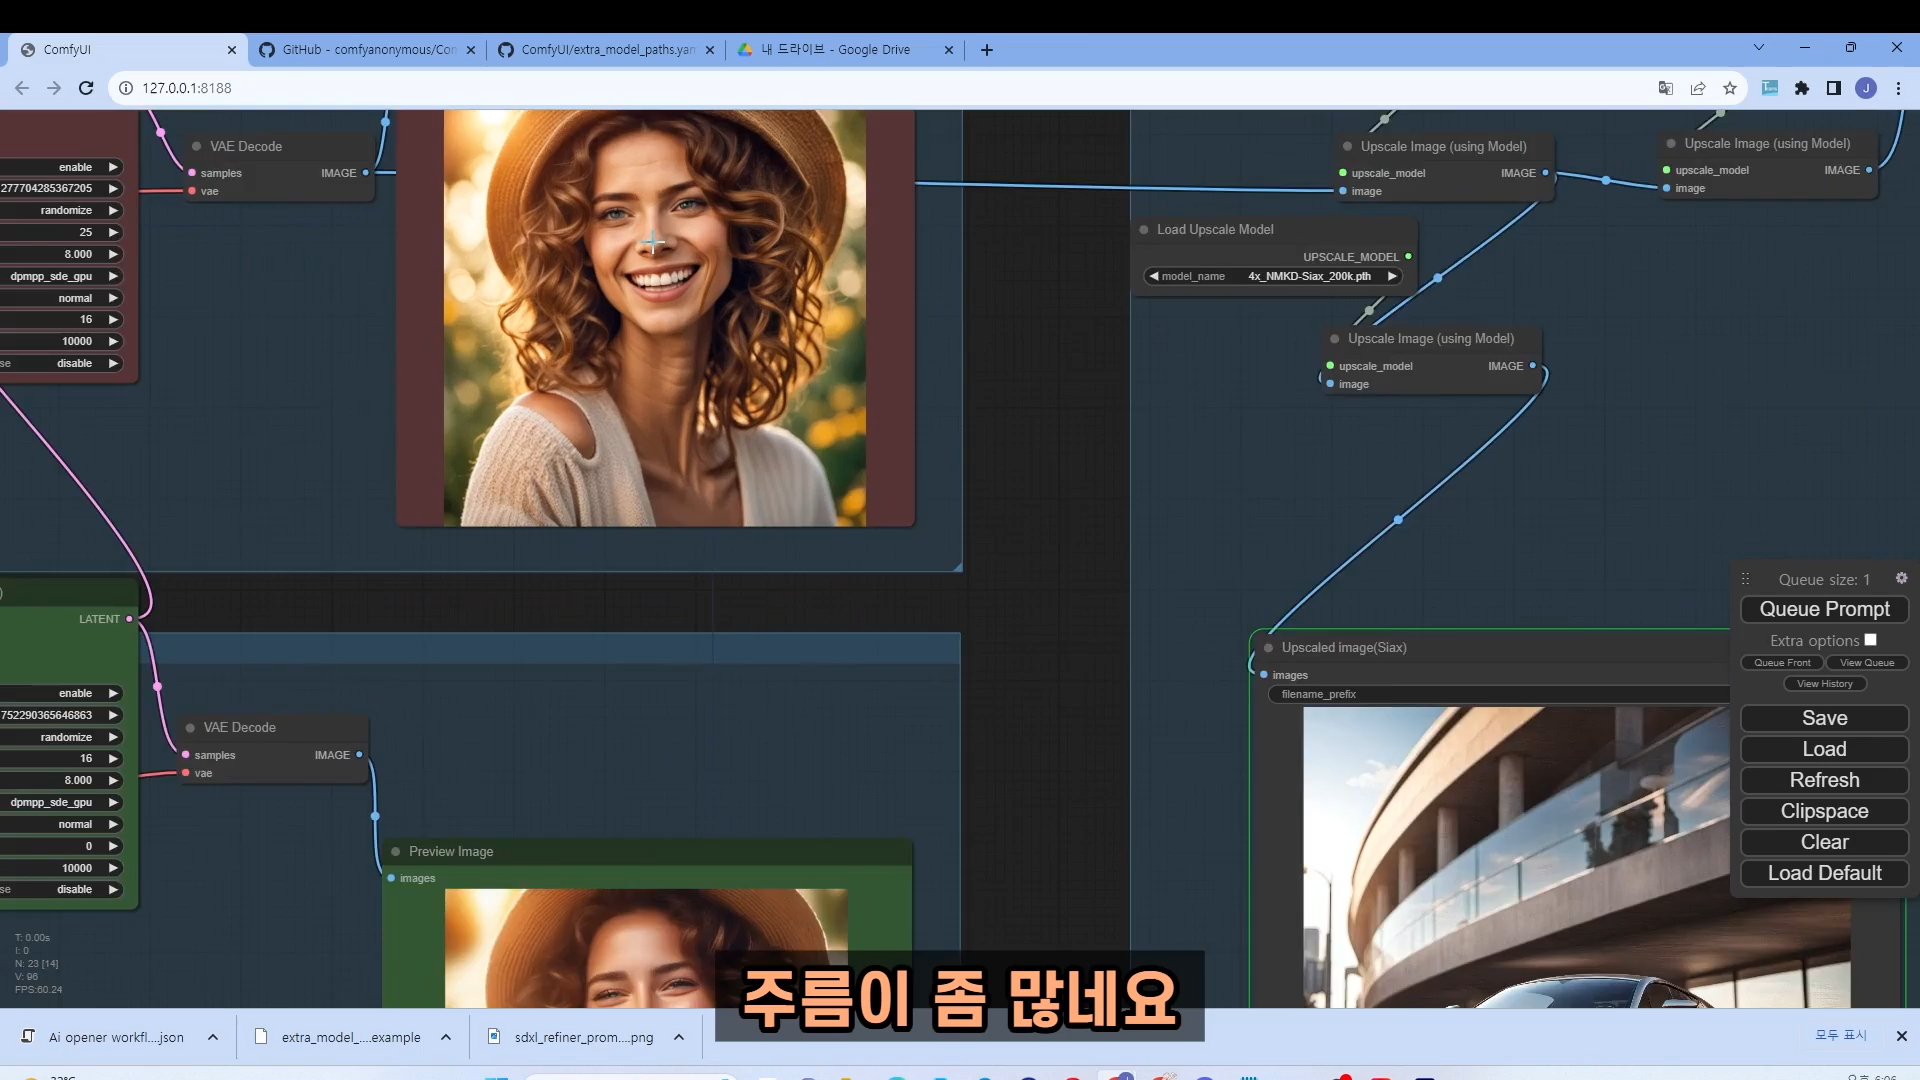 ComfyUI
GitHub - comfyanonymous/Con
ComfyUI/extra_model_paths.yam
내 드라이브 - Google Drive
127.0.0.1:8188
enable
277704285367205
randomize
25
8.000
dpmpp_sde_gpu
normal
16
10000
se disable
VAE Decode
samples IMAGE
vae
Upscale Image (using Model)
upscale_model IMAGE
image
Upscale Image (using Model)
upscale_model IMAGE
image
Load Upscale Model
UPSCALE_MODEL
model_name 4x_NMKD-Siax_200k.pth
Upscale Image (using Model)
upscale_model IMAGE
image
)
LATENT
enable
752290365646863
randomize
16
8.000
dpmpp_sde_gpu
normal
0
10000
se disable
VAE Decode
samples IMAGE
vae
Preview Image
images
Upscaled image(Siax)
images
filename_prefix
Queue size: 1
Queue Prompt
Extra options
Queue Front View Queue
View History
Save
Load
Refresh
Clipspace
Clear
Load Default
T: 0.00s
I: 0
N: 23 [14]
V: 96
FPS:60.24
주름이 좀 많네요
Ai opener workfl....json
extra_model_....example
sdxl_refiner_prom....png
모두 표시